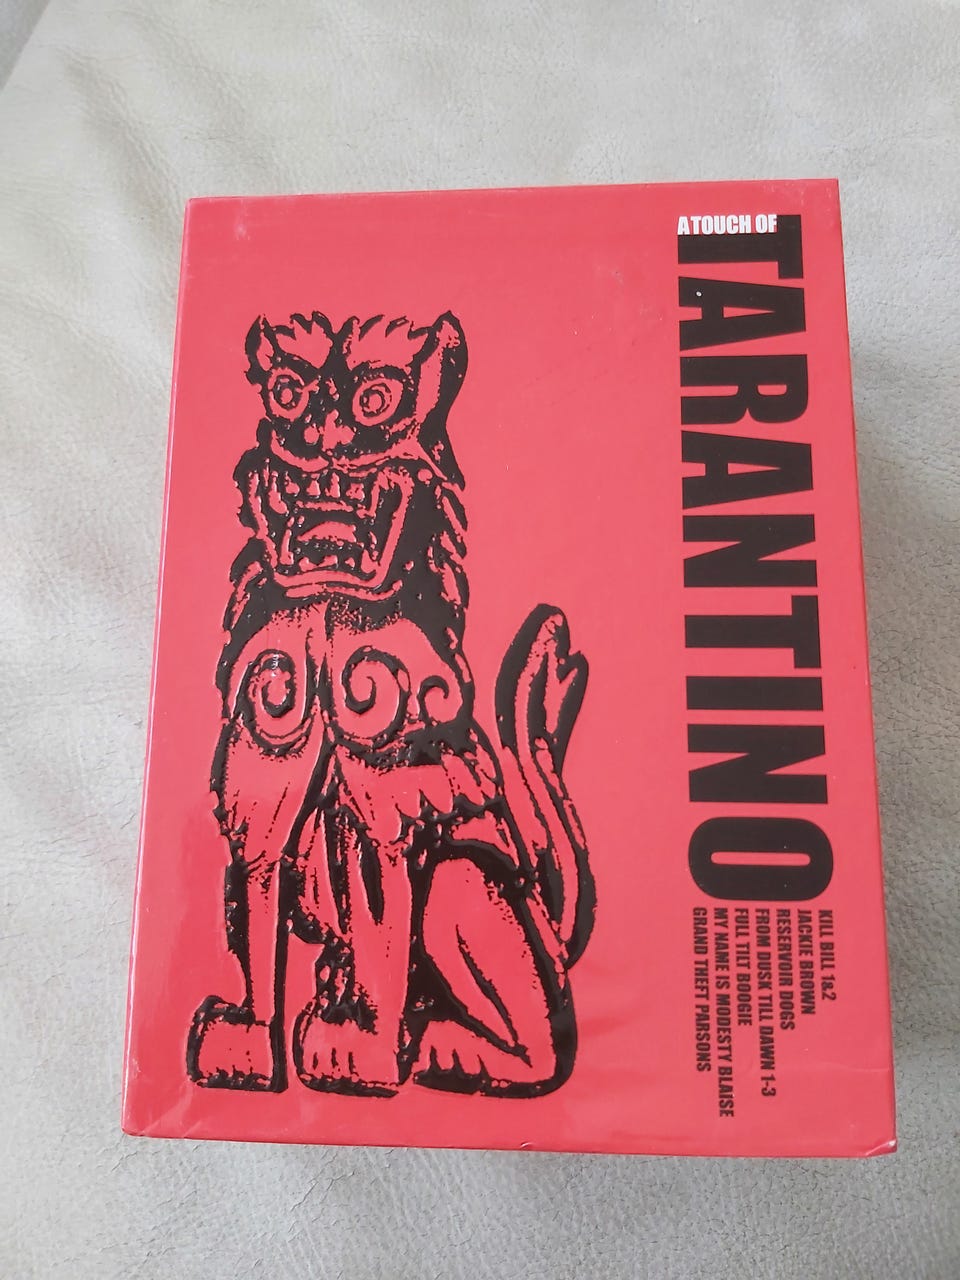 A TOUCH OF
TARANTINO
KILL BILL 1&2
JACKIE BROWN
RESERVOIR DOGS
FROM DUSK TILL DAWN 1-3
FULL TILT BOOGIE
MY NAME IS MODESTY BLAISE
GRAND THEFT PARSONS